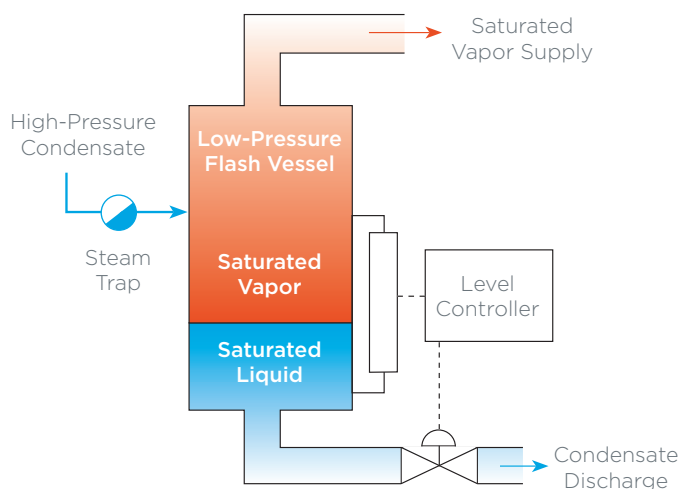 Saturated
Vapor Supply
High-Pressure
Condensate
Low-Pressure
Flash Vessel
Steam
Trap
Saturated
Vapor
Level
Controller
Saturated
Liquid
Condensate
Discharge